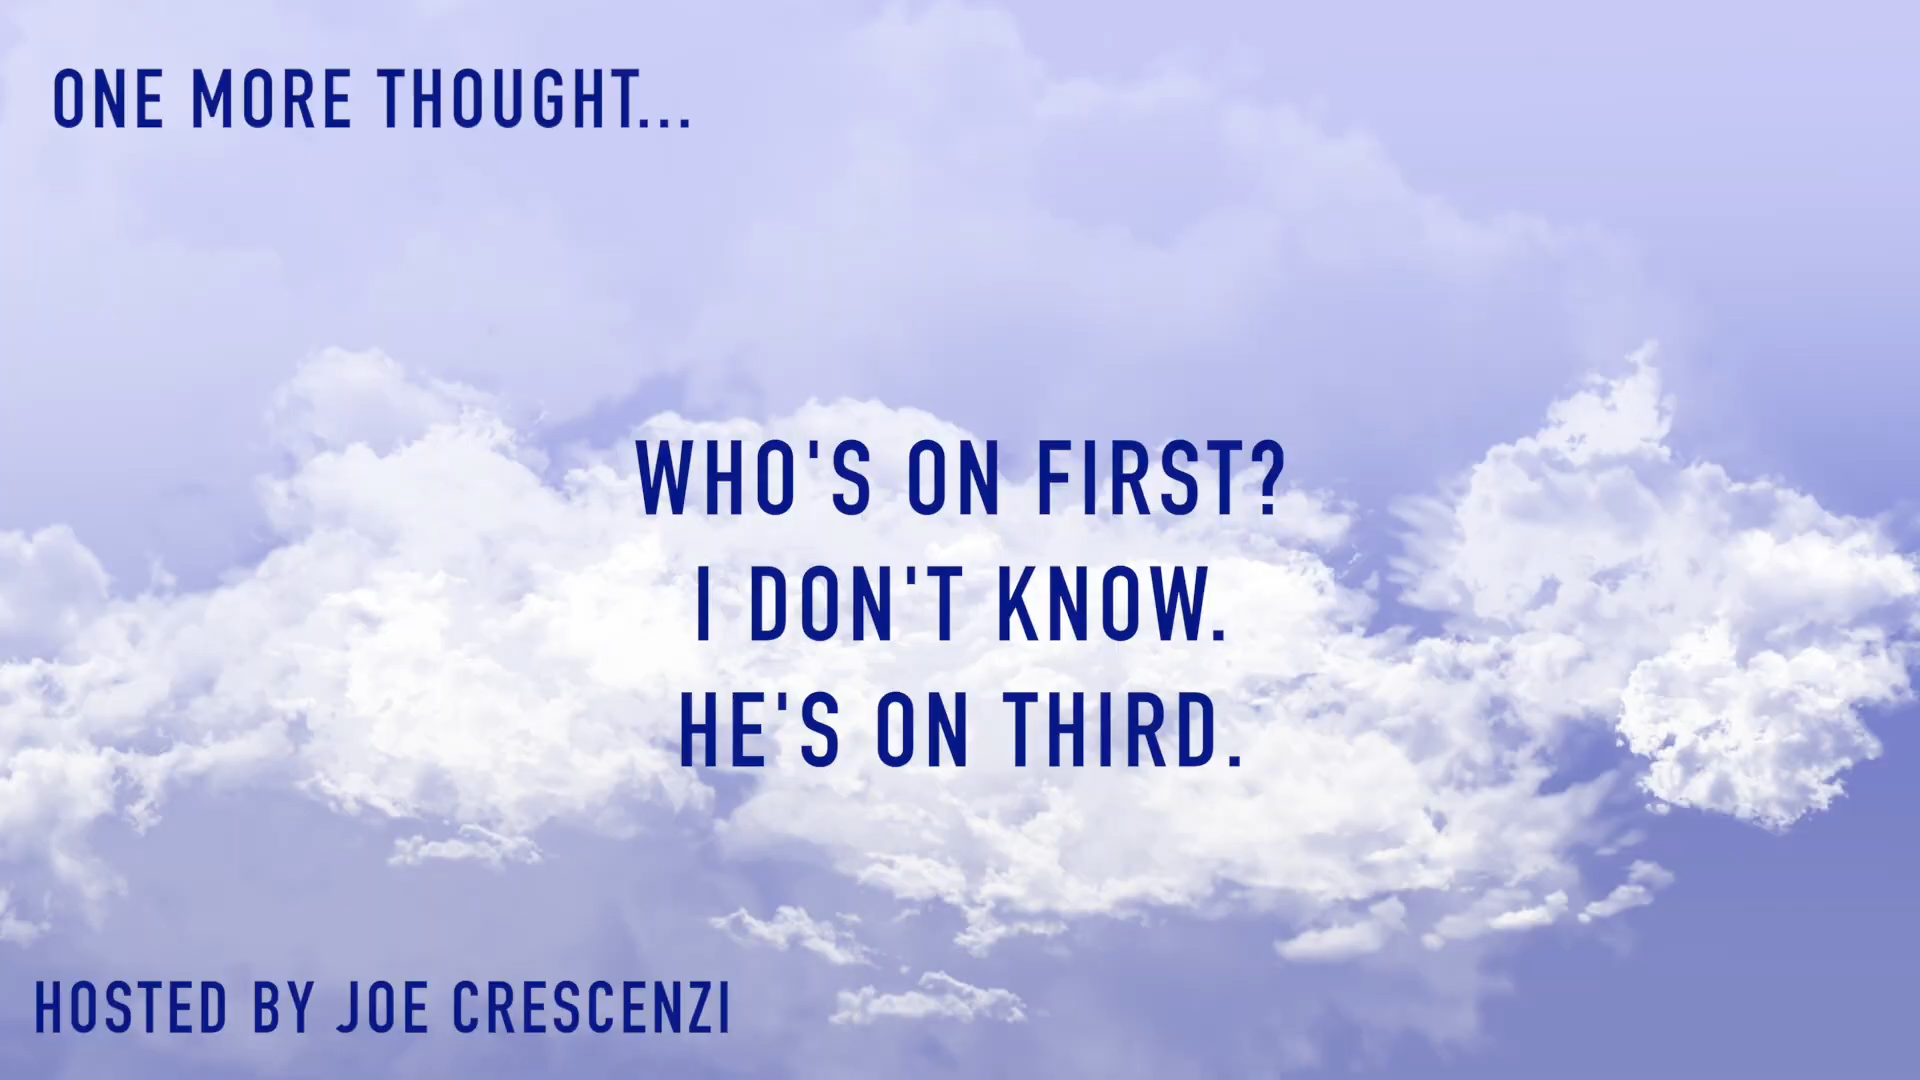 ONE MORE THOUGHT...
WHO'S ON FIRST?
I DON'T KNOW.
HE'S ON THIRD.
HOSTED BY JOE CRESCENZI